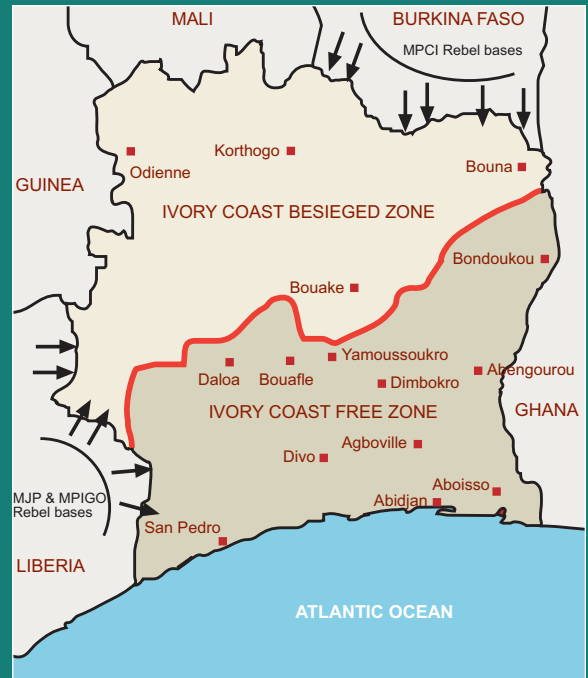 MALI
BURKINA FASO
MPCI Rebel bases
Korthogo
Odienne
Bouna
GUINEA
IVORY COAST BESIEGED ZONE
Bondoukou
Bouake
Yamoussoukro
Daloa
Bouafle
Abengourou
Dimbokro
IVORY COAST FREE ZONE
GHANA
Agboville
Divo
Aboisso
MJP & MPIGO
Rebel bases
Abidjan
San Pedro
LIBERIA
ATLANTIC OCEAN